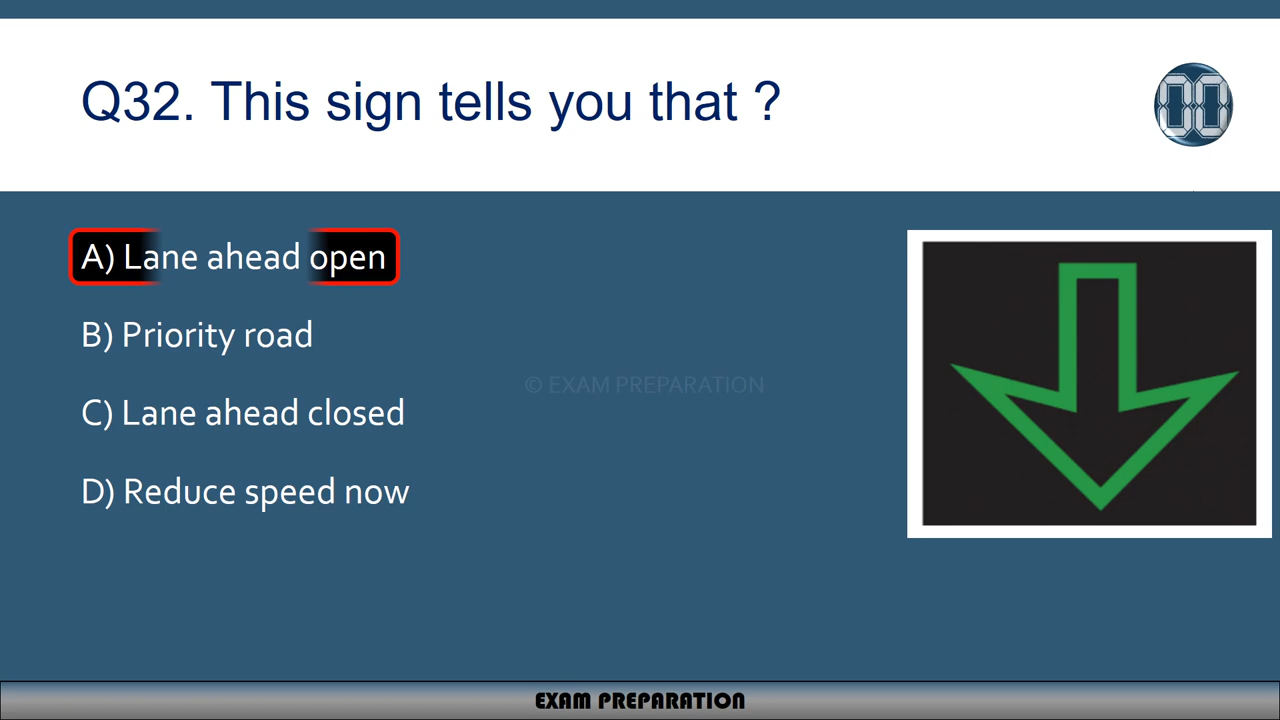 Q32. This sign tells you that ?
00
A) Lane ahead open
B) Priority road
© EXAM PREPARATION
C) Lane ahead closed
D) Reduce speed now
EXAM PREPARATION